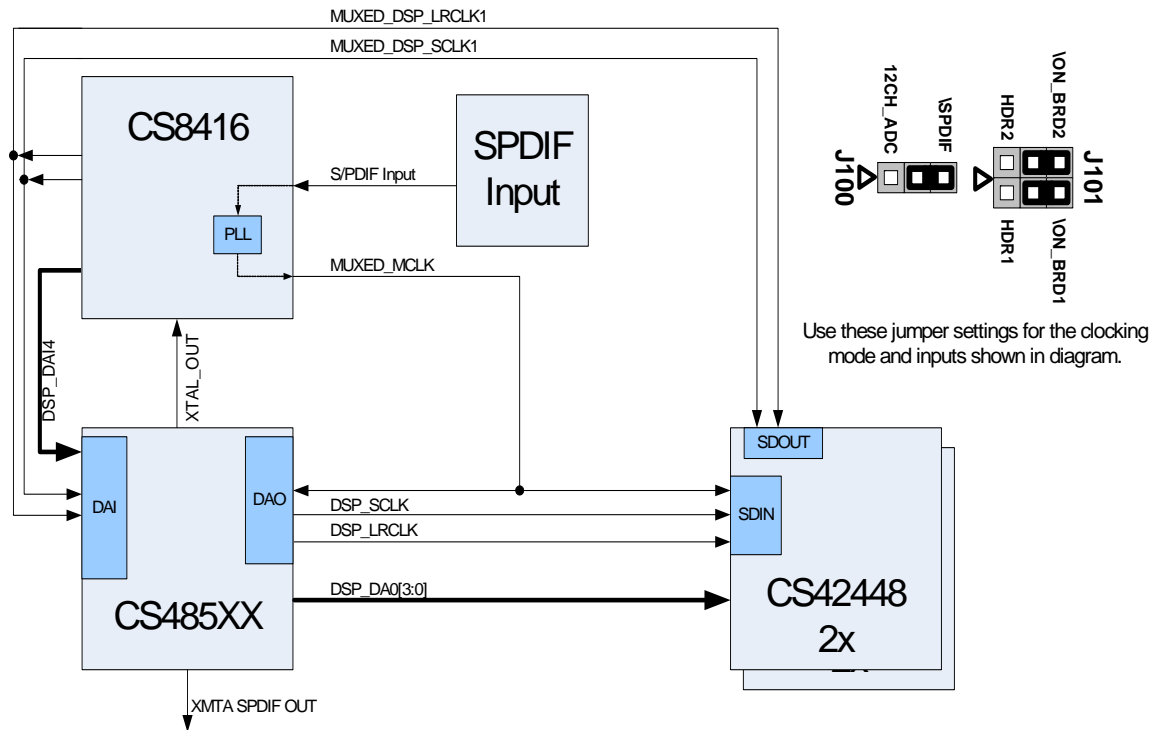 MUXED_DSP_LRCLK1
MUXED_DSP_SCLK1
CS8416
SPDIF
Input
S/PDIF Input
PLL
MUXED_MCLK
DSP_DAI4
XTAL_OUT
DAI
DAO
DSP_SCLK
DSP_LRCLK
DSP_DA0[3:0]
CS485XX
XMTA SPDIF OUT
SDOUT
SDIN
CS42448
2x
2x
12CH_ADC
\SPDIF
J100
HDR2
\ON_BRD2
J101
HDR1
\ON_BRD1
Use these jumper settings for the clocking
mode and inputs shown in diagram.